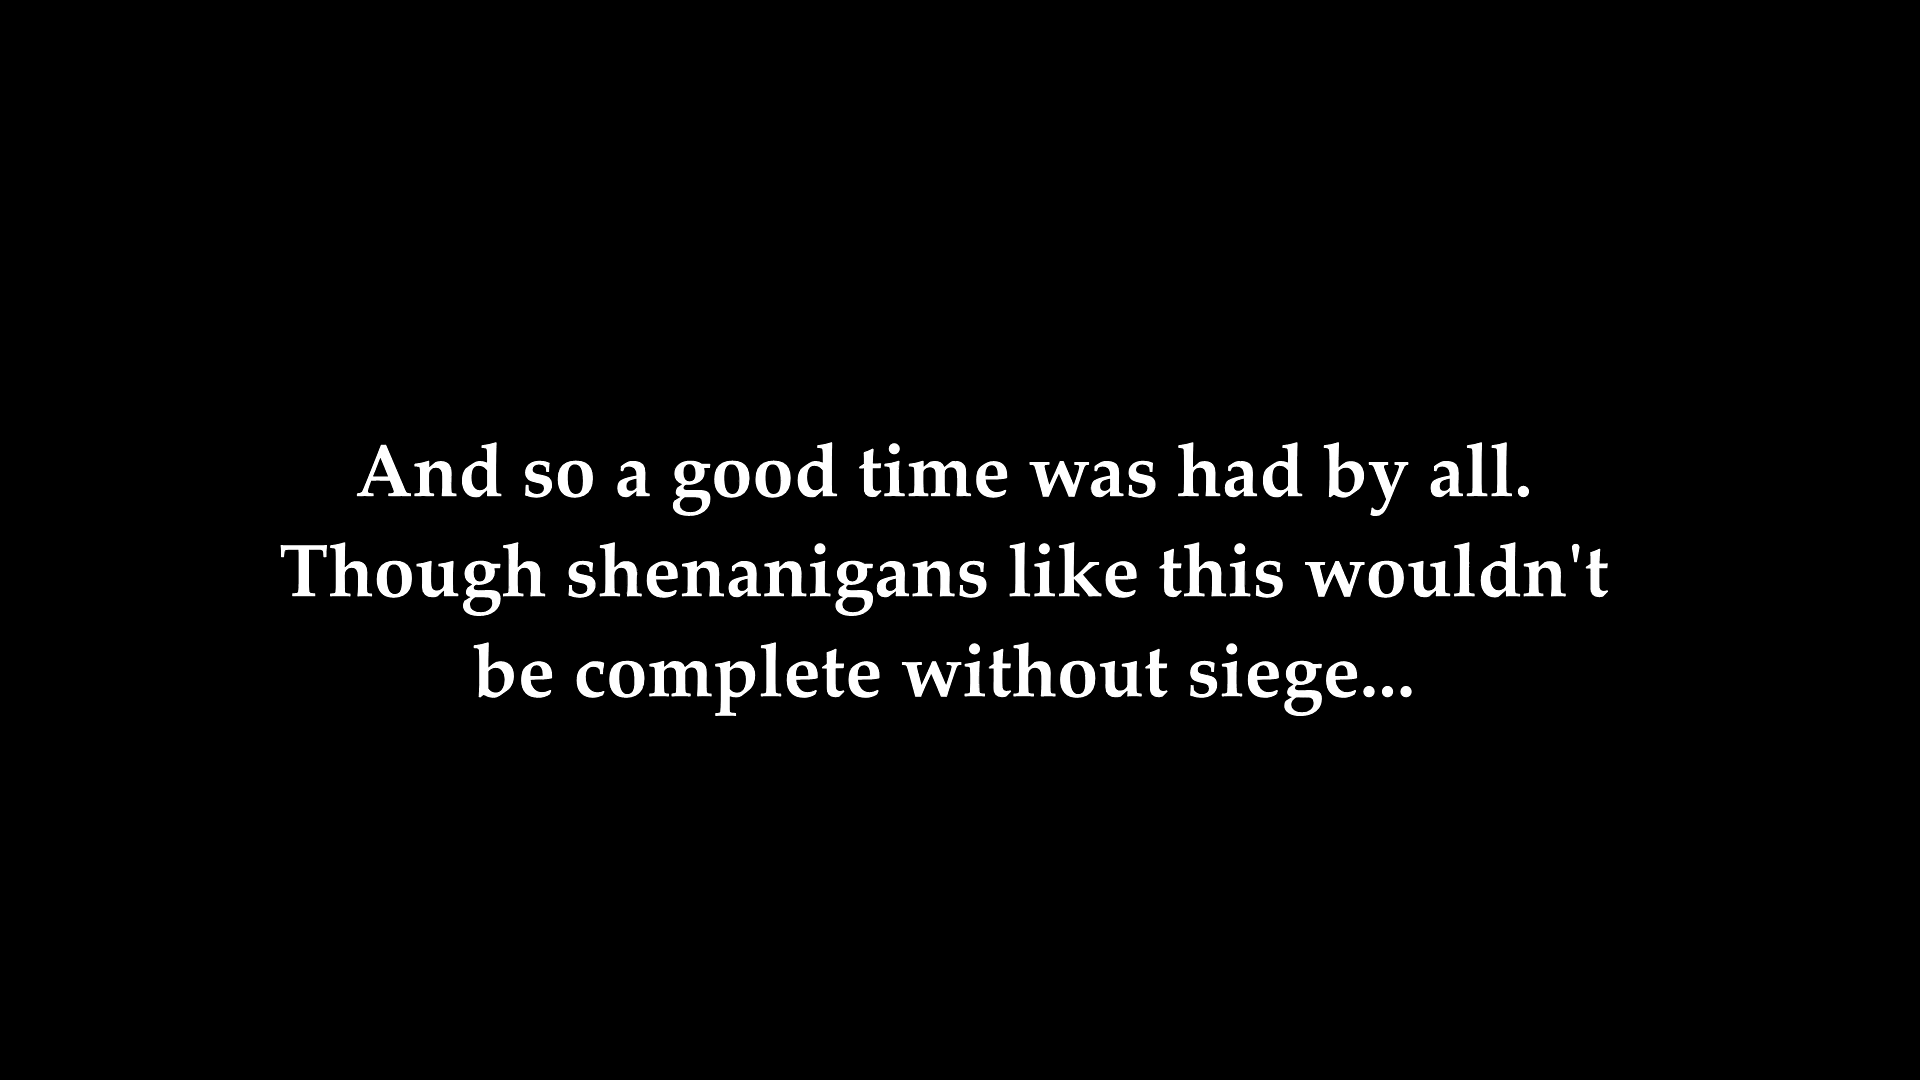 And so a good time was had by all.
Though shenanigans like this wouldn't
be complete without siege...